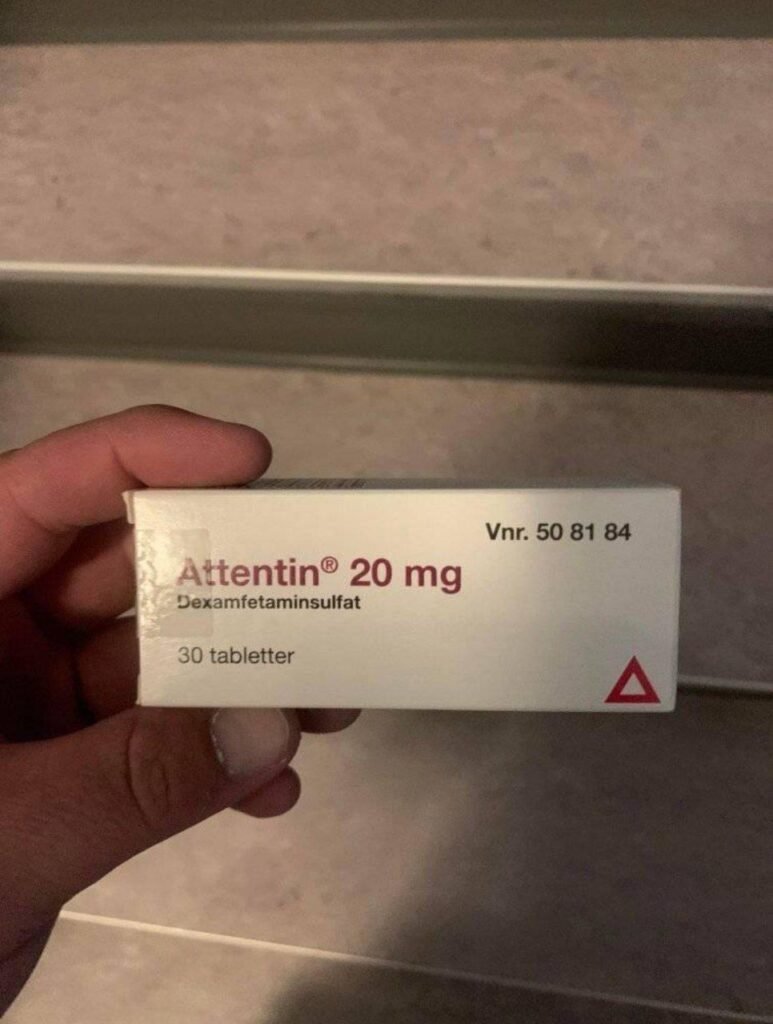 Vnr. 50 81 84
Attentin® 20 mg
Dexamfetaminsulfat
30 tabletter